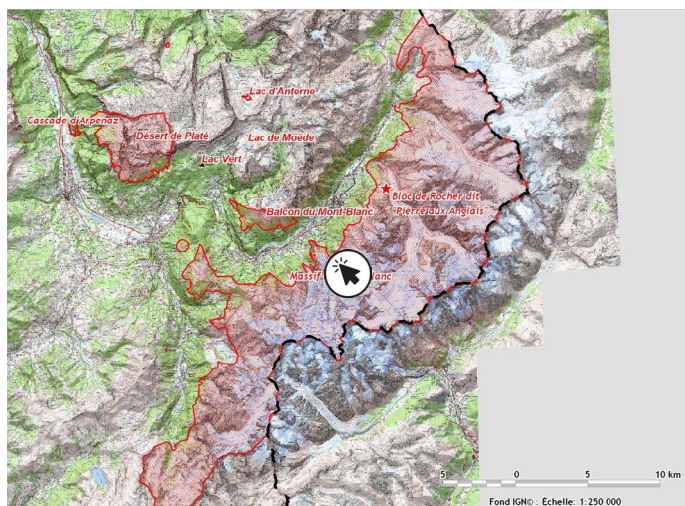 Lac d'Anterne
Cascade d'Arpenaz
Désert de Platé
Lac de Moëde
Lac Vert
Bloc de Rocher dit
Pierre aux Anglais
Balcon du Mont-Blanc
Massif
anc
5 0 5 10 km
Fond IGN© : Échelle: 1: 250 000